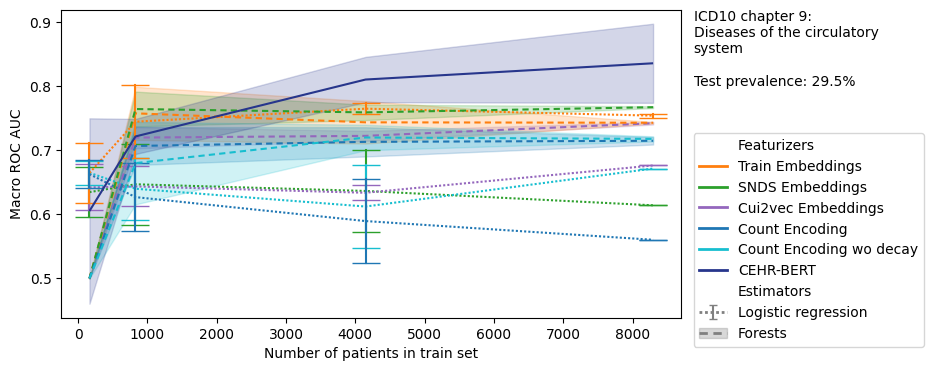 ICD10 chapter 9:
Diseases of the circulatory
system
Test prevalence: 29.5%
0.9
0.8
0.7
0.6
0.5
Macro ROC AUC
0 1000 2000 3000 4000 5000 6000 7000 8000
Number of patients in train set
Featurizers
Train Embeddings
SNDS Embeddings
Cui2vec Embeddings
Count Encoding
Count Encoding wo decay
CEHR-BERT
Estimators
Logistic regression
Forests